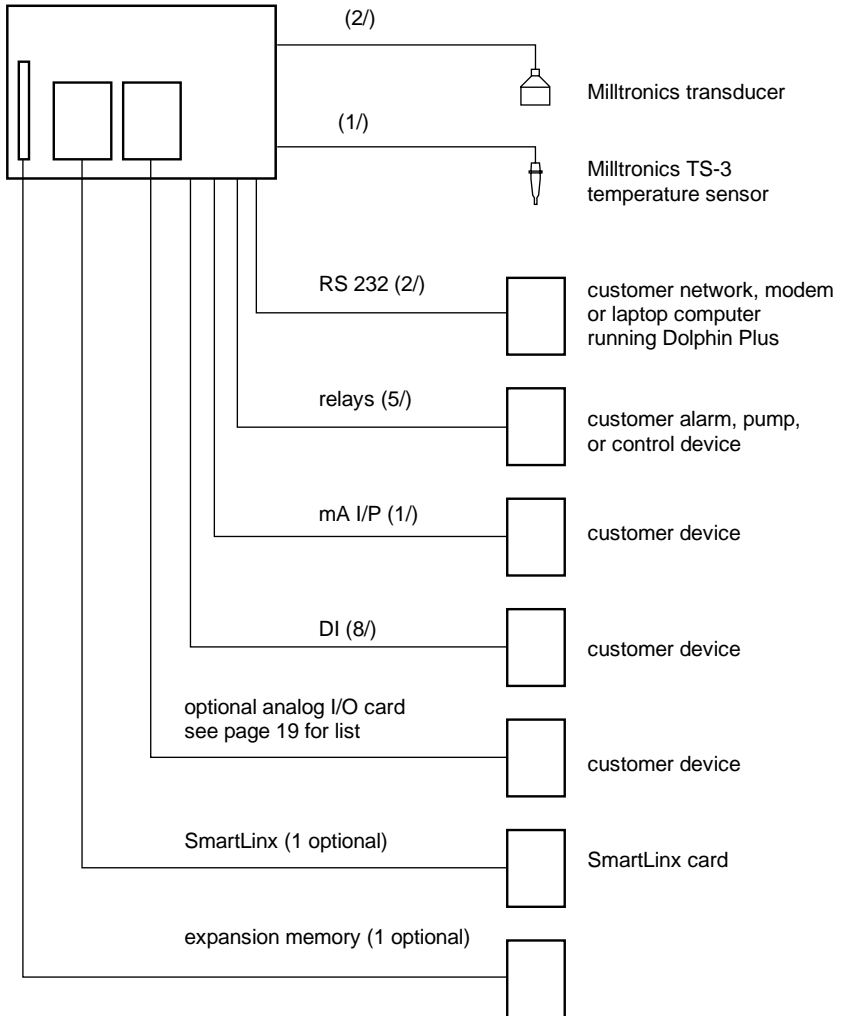 (2/)
Milltronics transducer
(1/)
Milltronics TS-3
temperature sensor
RS 232 (2/)
customer network, modem
or laptop computer
running Dolphin Plus
relays (5/)
customer alarm, pump,
or control device
mA I/P (1/)
customer device
DI (8/)
customer device
optional analog I/O card
see page 19 for list
customer device
SmartLinx (1 optional)
SmartLinx card
expansion memory (1 optional)